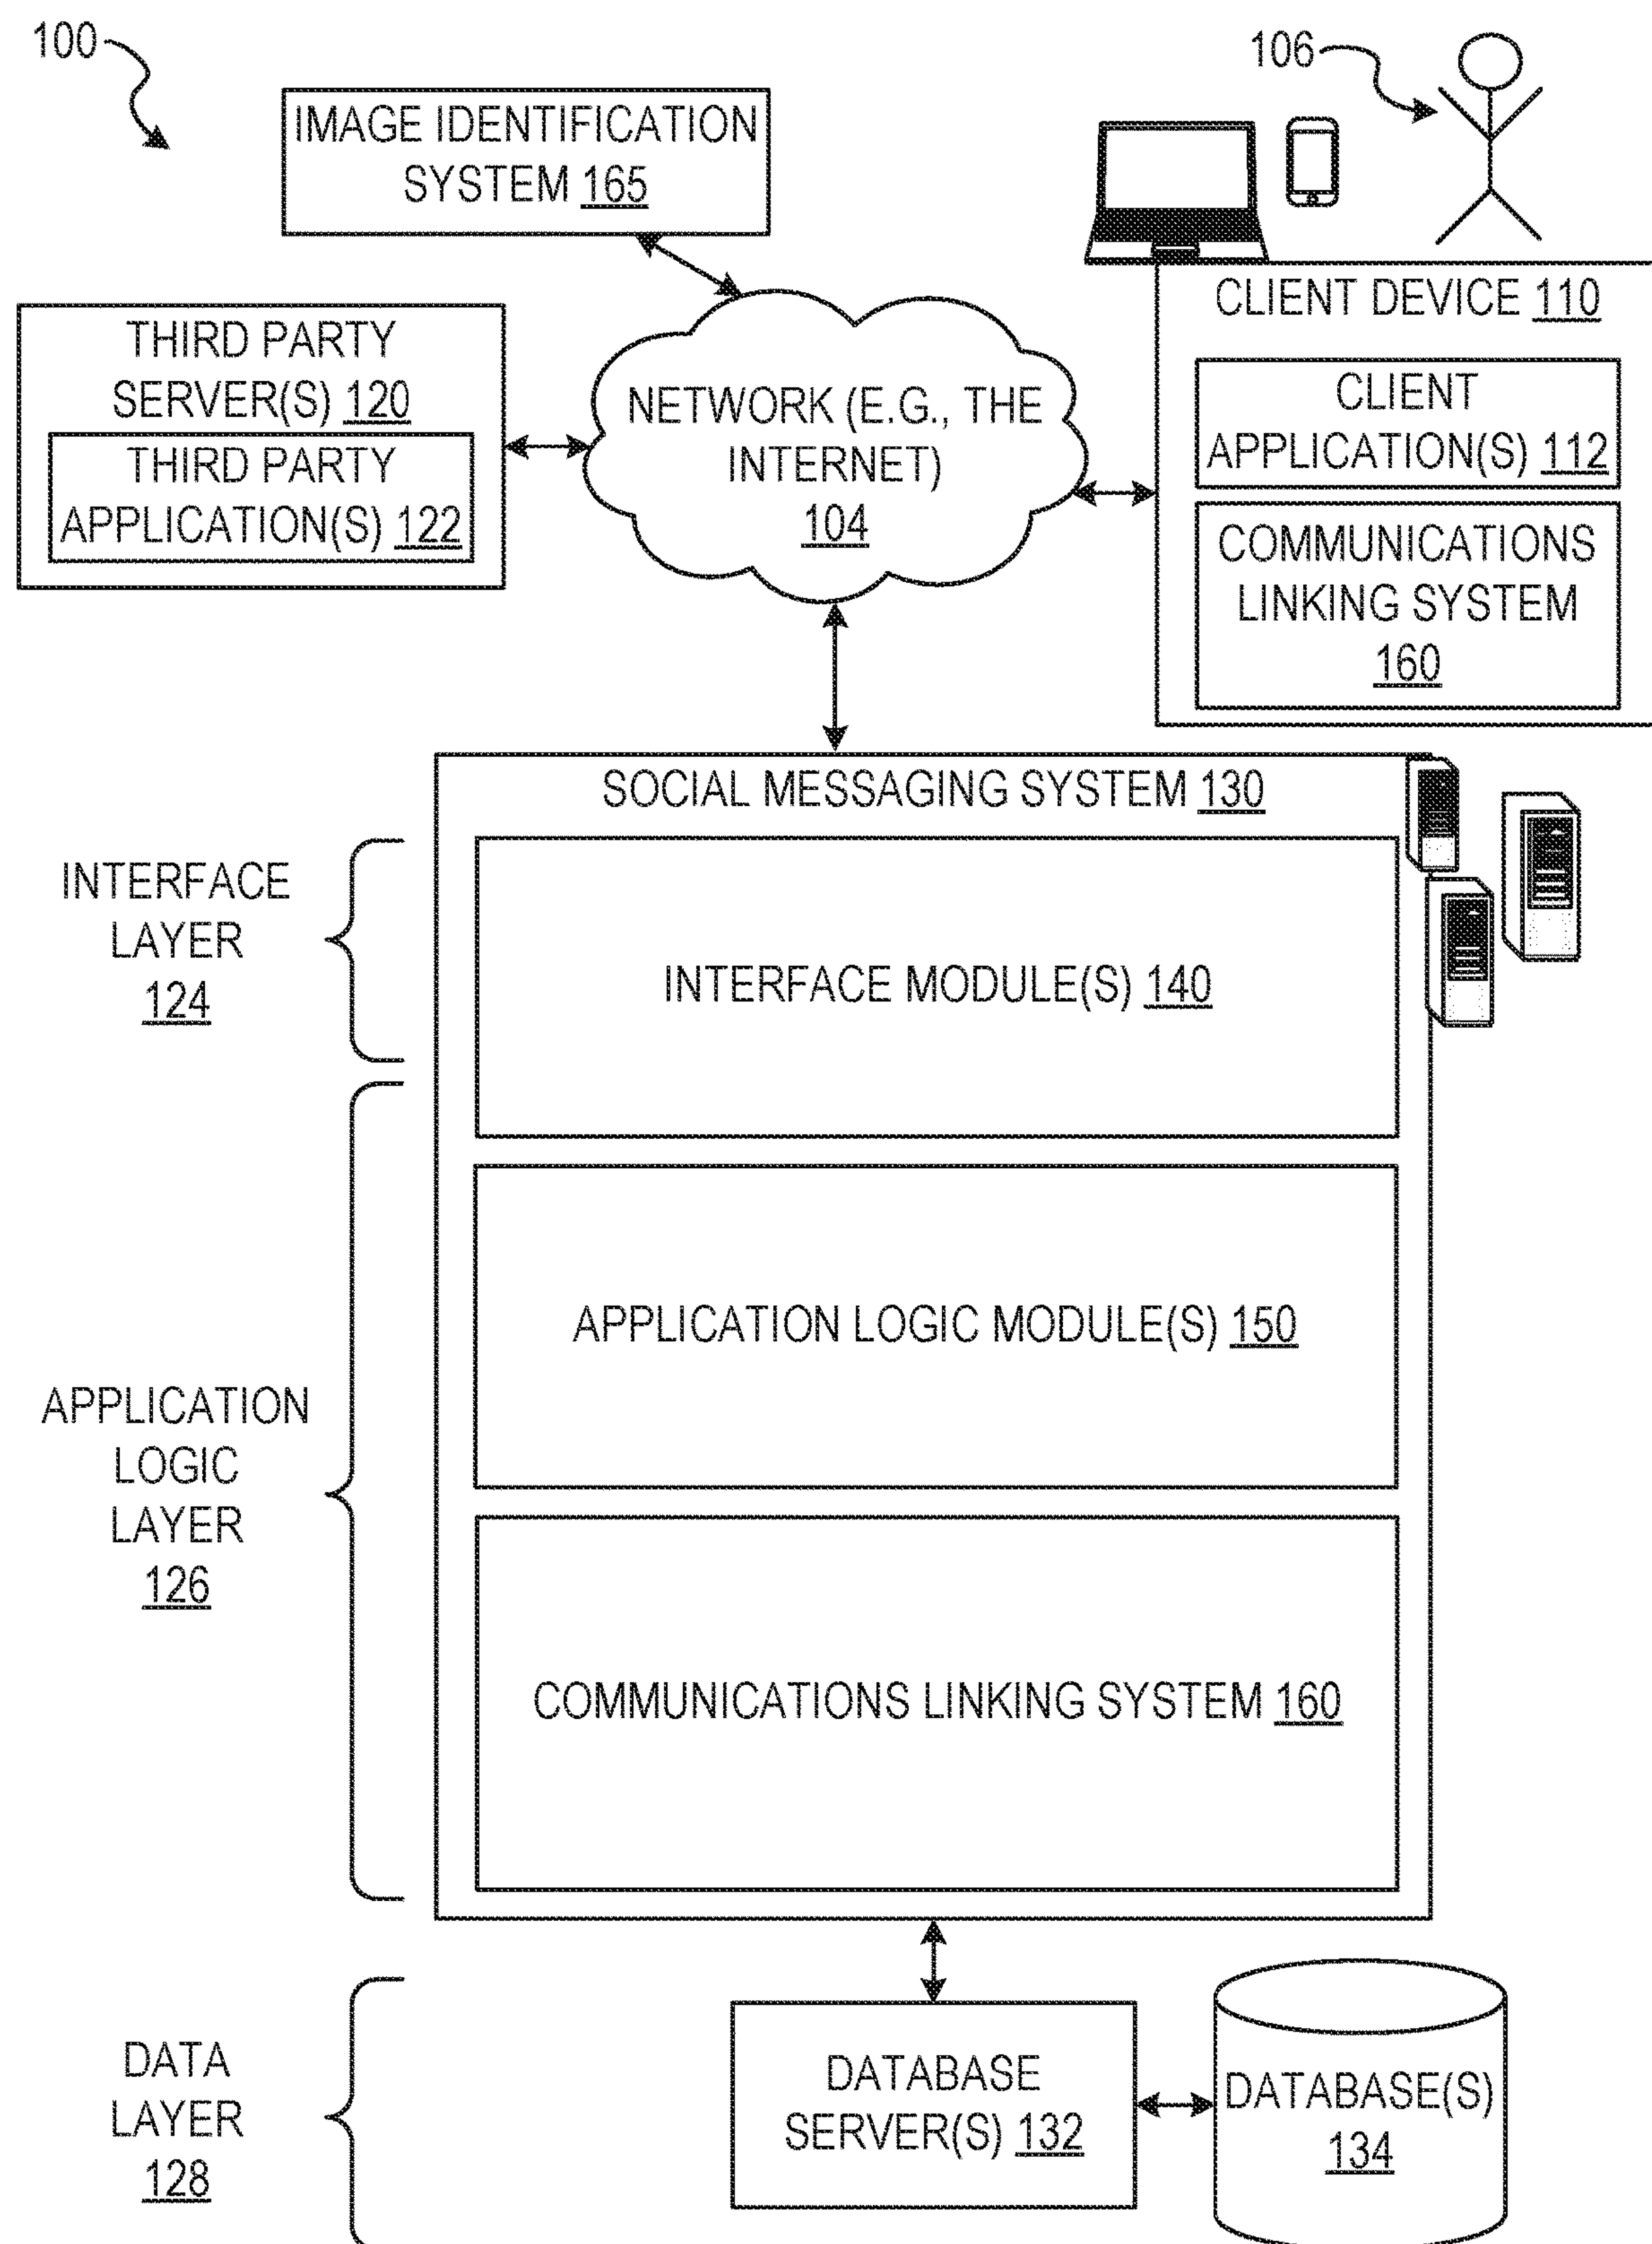 100
106
IMAGE IDENTIFICATION
SYSTEM 165
THIRD PARTY
SERVER(S) 120
THIRD PARTY
APPLICATION(S) 122
NETWORK (E.G., THE
INTERNET)
104
CLIENT DEVICE 110
CLIENT
APPLICATION(S) 112
COMMUNICATIONS
LINKING SYSTEM
160
SOCIAL MESSAGING SYSTEM 130
INTERFACE
LAYER
124
INTERFACE MODULE(S) 140
APPLICATION LOGIC MODULE(S) 150
APPLICATION
LOGIC
LAYER
126
COMMUNICATIONS LINKING SYSTEM 160
DATA
LAYER
128
DATABASE
SERVER(S) 132
DATABASE(S)
134